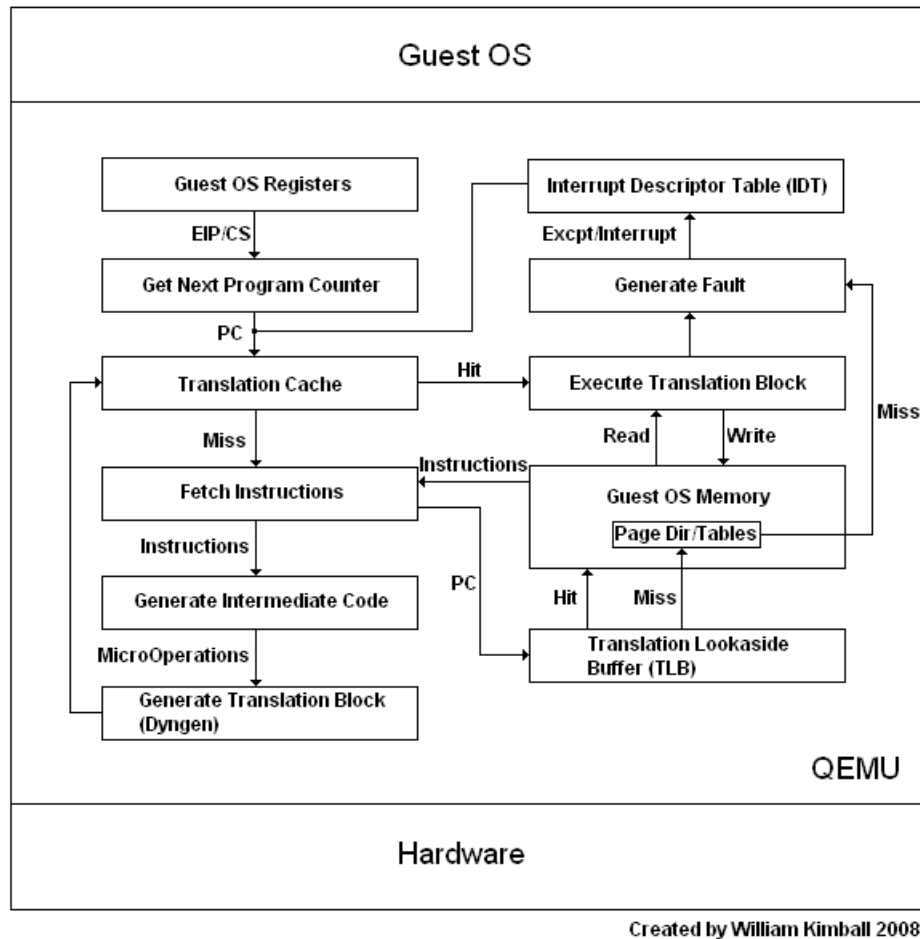 Guest OS
Guest OS Registers
Interrupt Descriptor Table (IDT)
EIP/CS
Excpt/Interrupt
Get Next Program Counter
Generate Fault
PC
Translation Cache
Hit
Execute Translation Block
Miss
Miss
Read
Write
Instructions
Fetch Instructions
Guest OS Memory
Page Dir/Tables
Instructions
PC
Hit
Miss
Generate Intermediate Code
Translation Lookaside
Buffer (TLB)
MicroOperations
Generate Translation Block
(Dyngen)
QEMU
Hardware
Created by William Kimball 2008